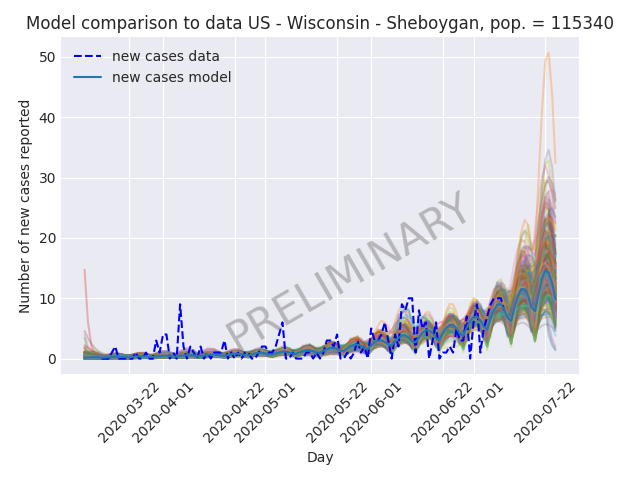 Model comparison to data US - Wisconsin - Sheboygan, pop. = 115340
new cases data
new cases model
Number of new cases reported
50
40
30
20
10
0
PRELIMINARY
2020-03-22
2020-04-01
2020-04-22
2020-05-01
2020-05-22
2020-06-01
2020-06-22
2020-07-01
2020-07-22
Day